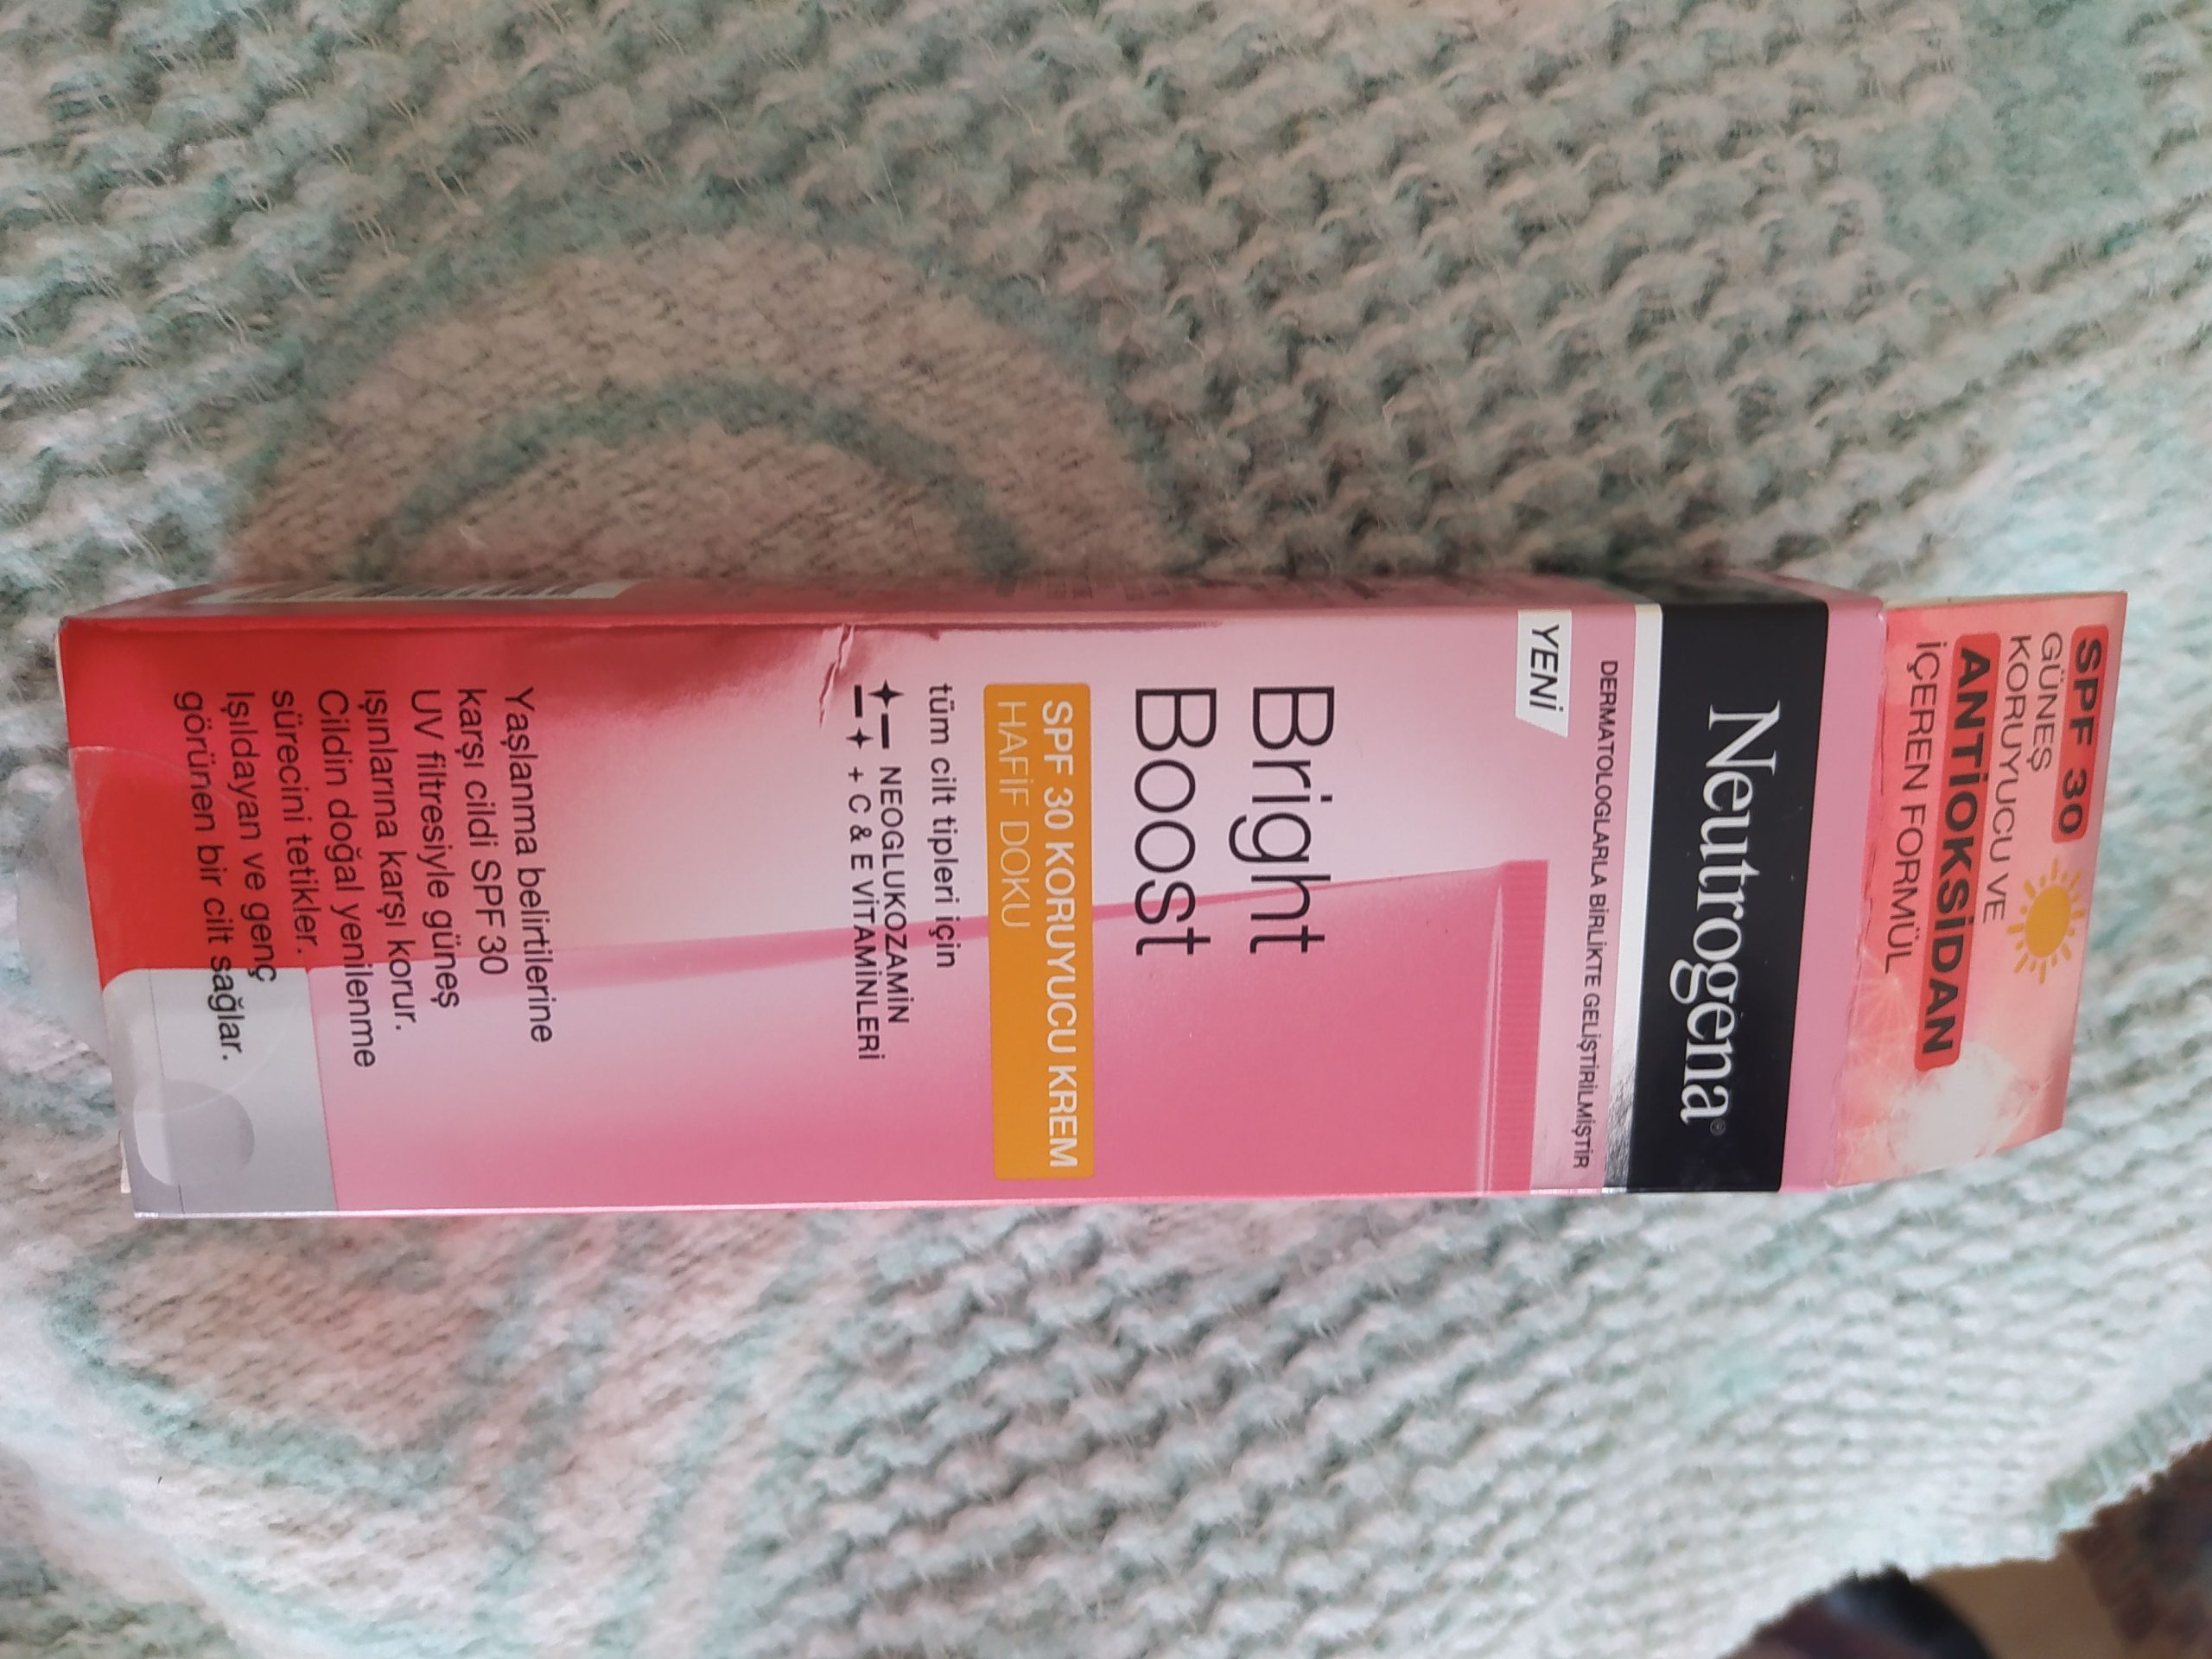 SPF 30
GÜNEŞ
KORUYUCU VE
ANTİOKSİDAN
İÇEREN FORMÜL
Neutrogena®
DERMATOLOGLARLA BİRLİKTE GELİŞTİRİLMİŞTİR
YENİ
Bright
Boost
SPF 30 KORUYUCU KREM
HAFİF DOKU
tüm cilt tipleri için
NEOGLUKOZAMİN
+ C & E VİTAMİNLERİ
Yaşlanma belirtilerine
karşı cildi SPF 30
UV filtresiyle güneş
ışınlarına karşı korur.
Cildin doğal yenilenme
sürecini tetikler.
Işıldayan ve genç
görünen bir cilt sağlar.